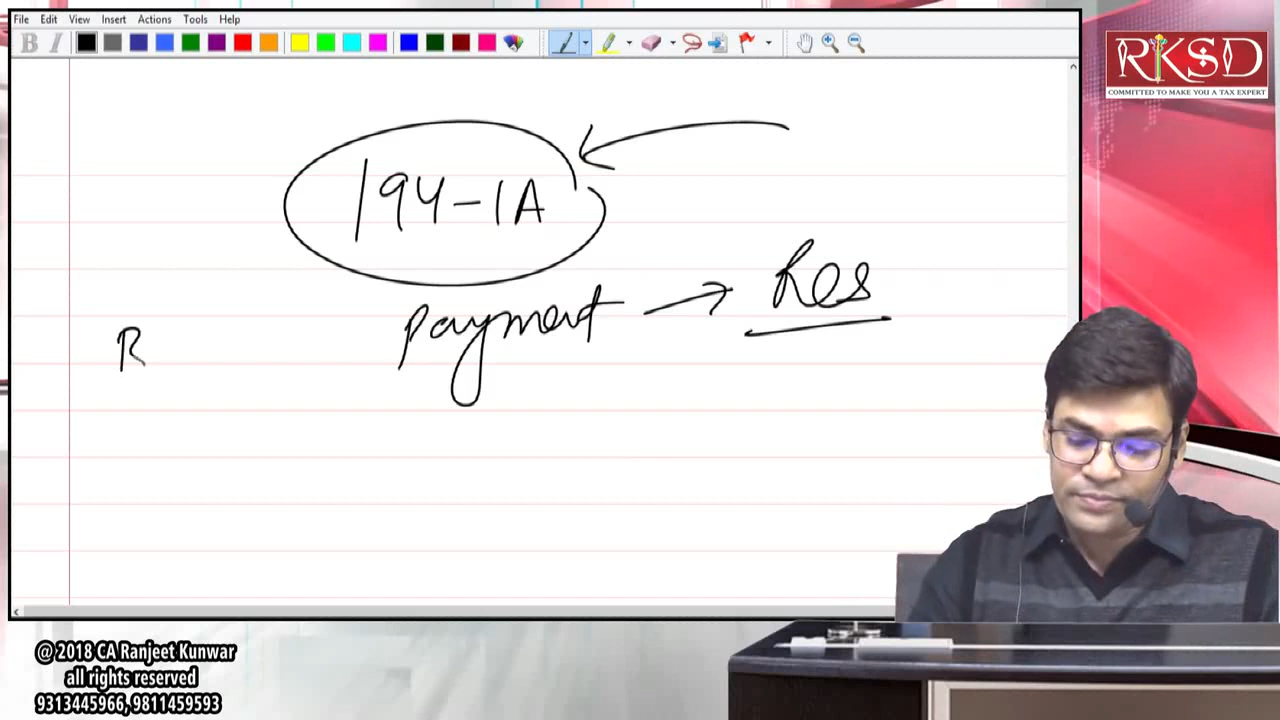 File Edit View Insert Actions Tools Help
B I
RKSD
COMMITTED TO MAKE YOU A TAX EXPERT
194-1A
payment → Res
R
@ 2018 CA Ranjeet Kunwar
all rights reserved
9313445966, 9811459593